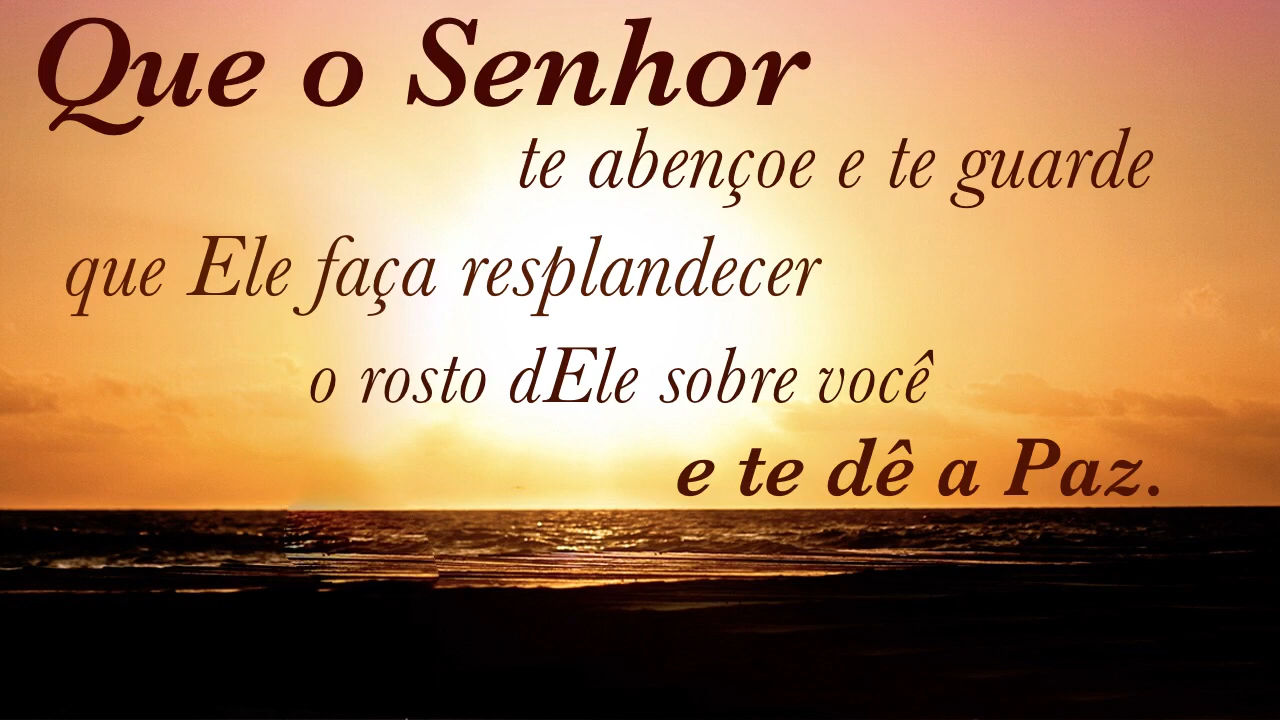 Que o Senhor
te abençoe e te guarde
que Ele faça resplandecer
o rosto dEle sobre você
e te dê a Paz.